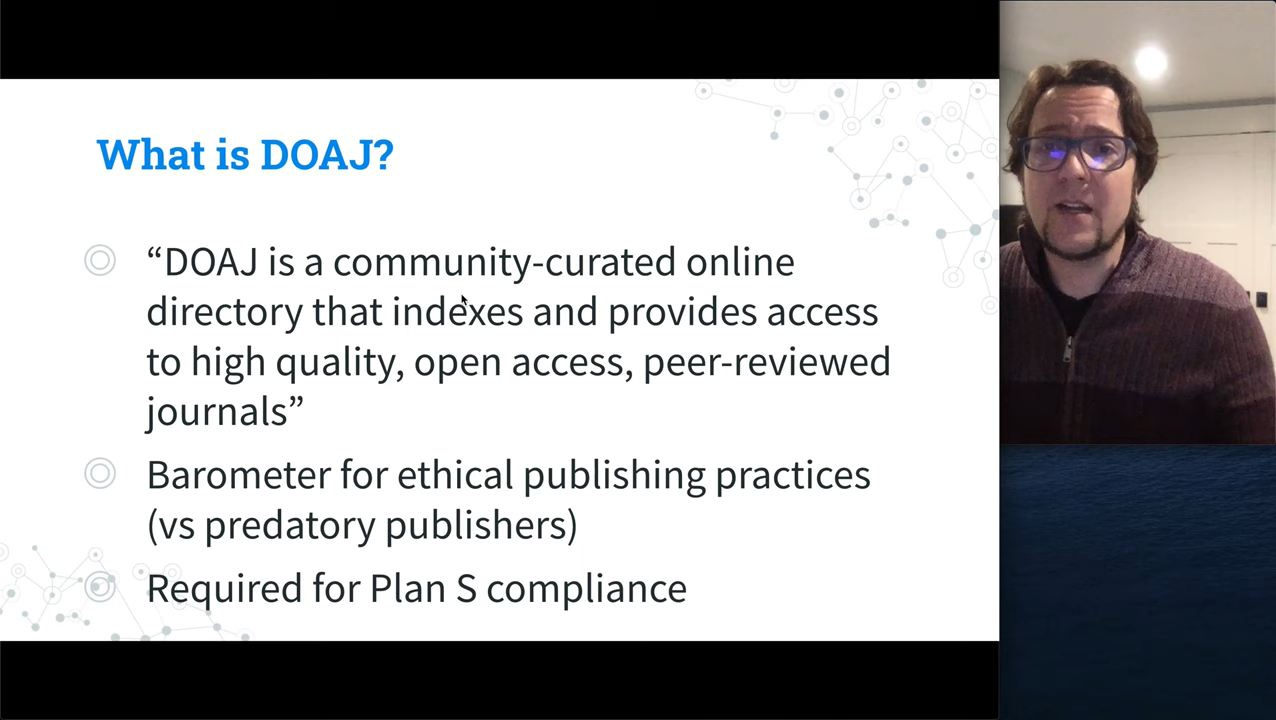 What is DOAJ?
“DOAJ is a community-curated online
directory that indexes and provides access
to high quality, open access, peer-reviewed
journals”
Barometer for ethical publishing practices
(vs predatory publishers)
Required for Plan S compliance